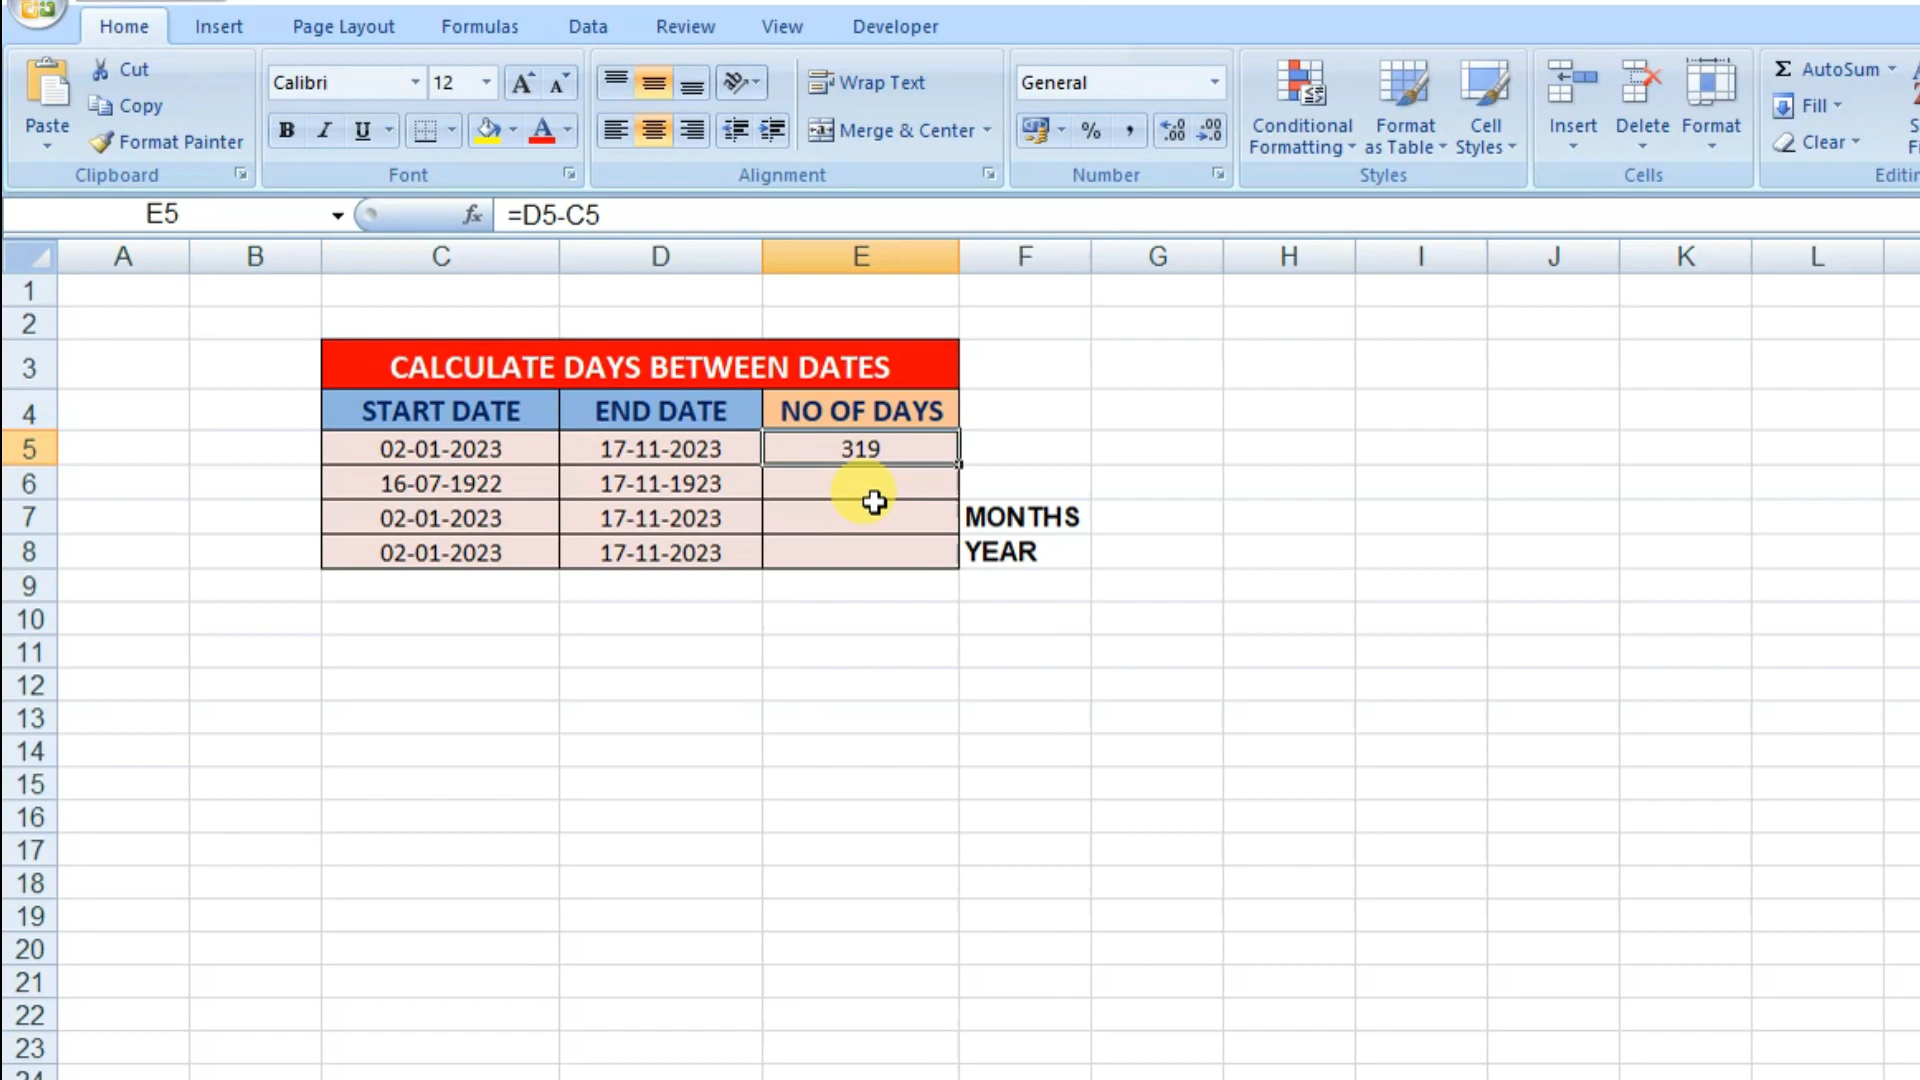 Home Insert Page Layout Formulas Data Review View Developer
Cut
Copy
Format Painter
Paste
Clipboard
Calibri 12
B I U
Font
Wrap Text
Merge & Center
Alignment
General
% ,
Number
Conditional Formatting
Format as Table
Cell Styles
Styles
Insert Delete Format
Cells
Σ AutoSum
Fill
Clear
E5 fx =D5-C5
A B C D E F G H I J K L
1
2
3 CALCULATE DAYS BETWEEN DATES
4 START DATE END DATE NO OF DAYS
5 02-01-2023 17-11-2023 319
6 16-07-1922 17-11-1923
7 02-01-2023 17-11-2023 MONTHS
8 02-01-2023 17-11-2023 YEAR
9
10
11
12
13
14
15
16
17
18
19
20
21
22
23